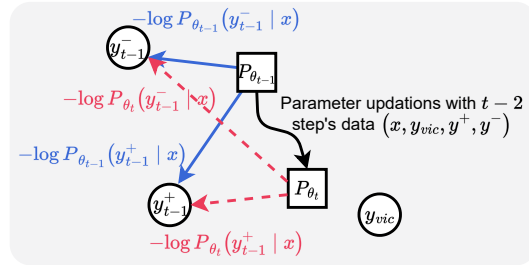 −log P_{θ_{t−1}}(y^−_{t−1} | x)
y^−_{t−1}
P_{θ_{t−1}}
−log P_{θ_t}(y^−_{t−1} | x)
Parameter updations with t − 2
step's data (x, y_{vic}, y^+, y^−)
−log P_{θ_{t−1}}(y^+_{t−1} | x)
P_{θ_t}
y^+_{t−1}
y_{vic}
−log P_{θ_t}(y^+_{t−1} | x)